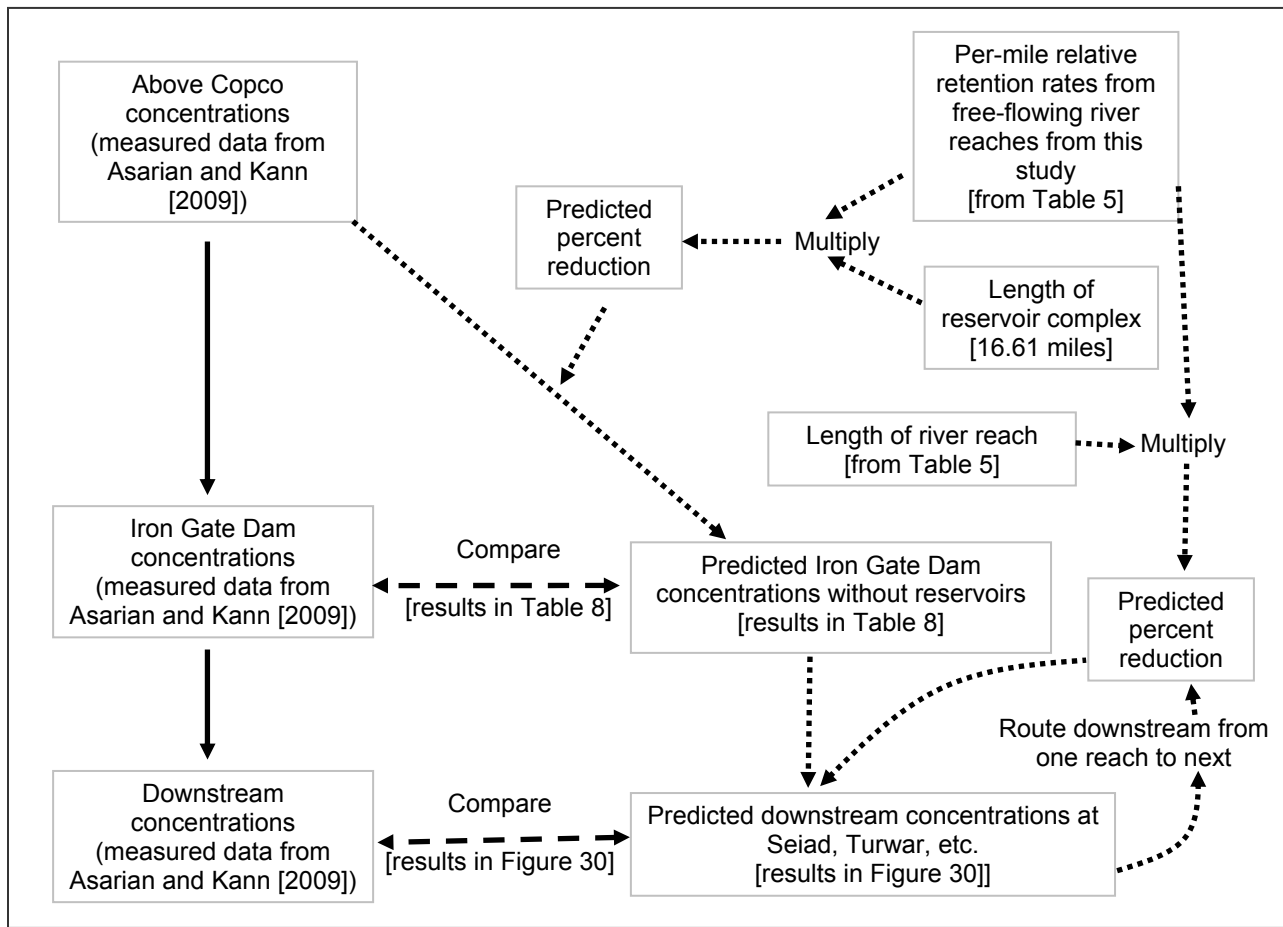 Above Copco
concentrations
(measured data from
Asarian and Kann
[2009])
Per-mile relative
retention rates from
free-flowing river
reaches from this
study
[from Table 5]
Predicted
percent
reduction
Multiply
Length of
reservoir complex
[16.61 miles]
Length of river reach
[from Table 5]
Multiply
Iron Gate Dam
concentrations
(measured data from
Asarian and Kann [2009])
Compare
[results in Table 8]
Predicted Iron Gate Dam
concentrations without reservoirs
[results in Table 8]
Predicted
percent
reduction
Route downstream from
one reach to next
Downstream
concentrations
(measured data from
Asarian and Kann [2009])
Compare
[results in Figure 30]
Predicted downstream concentrations at
Seiad, Turwar, etc.
[results in Figure 30]]